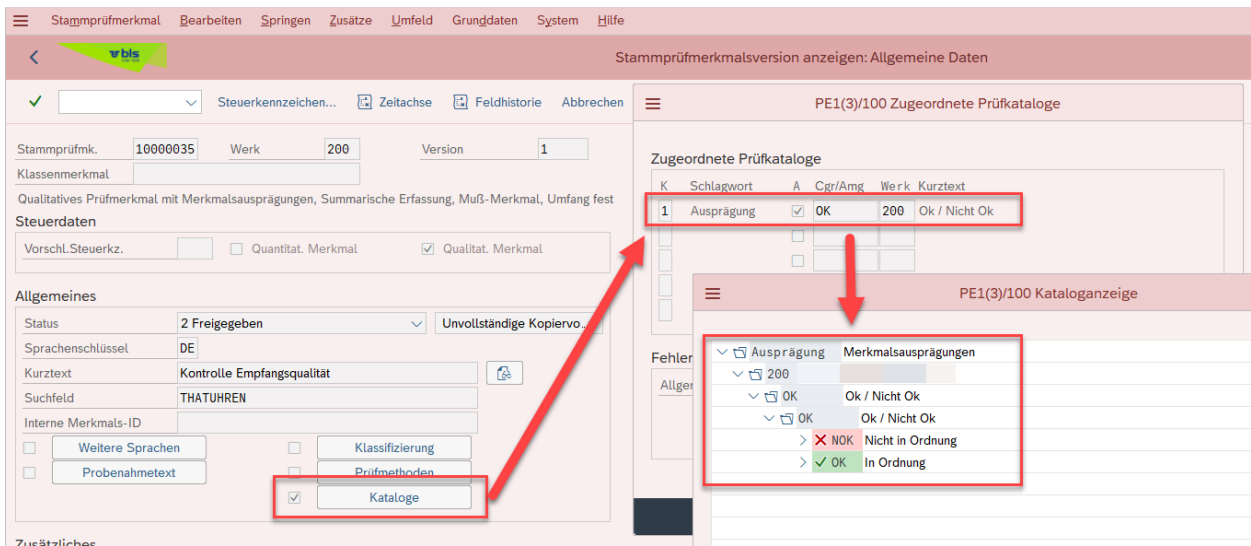 Stammprüfmerkmal Bearbeiten Springen Zusätze Umfeld Grunddaten System Hilfe
bls
Stammprüfmerkmalsversion anzeigen: Allgemeine Daten
Steuerkennzeichen... Zeitachse Feldhistorie Abbrechen
Stammprüfmk. 10000035 Werk 200 Version 1
Klassenmerkmal
Qualitatives Prüfmerkmal mit Merkmalsausprägungen, Summarische Erfassung, Muß-Merkmal, Umfang fest
Steuerdaten
Vorschl.Steuerkz. Quantitat. Merkmal Qualitat. Merkmal
Allgemeines
Status 2 Freigegeben Unvollständige Kopiervo...
Sprachenschlüssel DE
Kurztext Kontrolle Empfangsqualität
Suchfeld THATUHREN
Interne Merkmals-ID
Weitere Sprachen Klassifizierung
Probenahmetext Prüfmethoden
Kataloge
Zusätzliches
PE1(3)/100 Zugeordnete Prüfkataloge
Zugeordnete Prüfkataloge
K Schlagwort A Cgr/Amg Werk Kurztext
1 Ausprägung OK 200 Ok / Nicht Ok
Fehler
Allge
PE1(3)/100 Kataloganzeige
Ausprägung Merkmalsausprägungen
200
OK Ok / Nicht Ok
OK Ok / Nicht Ok
NOK Nicht in Ordnung
OK In Ordnung